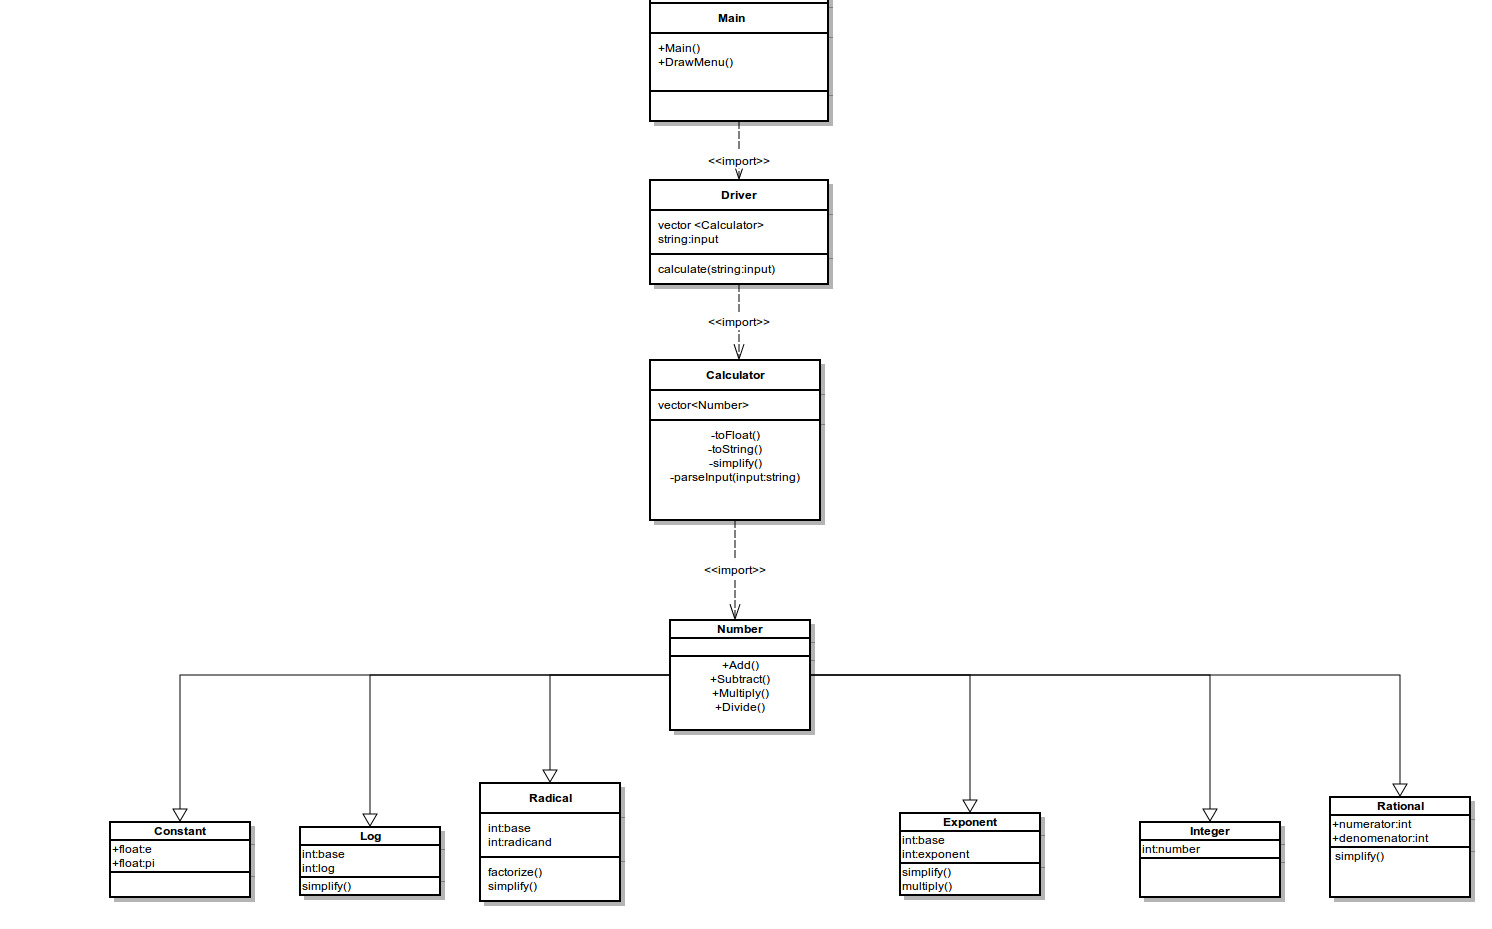 Main
+Main()
+DrawMenu()
<<import>>
Driver
vector <Calculator>
string:input
calculate(string:input)
<<import>>
Calculator
vector<Number>
-toFloat()
-toString()
-simplify()
-parseInput(input:string)
<<import>>
Number
+Add()
+Subtract()
+Multiply()
+Divide()
Constant
+float:e
+float:pi
Log
int:base
int:log
simplify()
Radical
int:base
int:radicand
factorize()
simplify()
Exponent
int:base
int:exponent
simplify()
multiply()
Integer
int:number
Rational
+numerator:int
+denomenator:int
simplify()